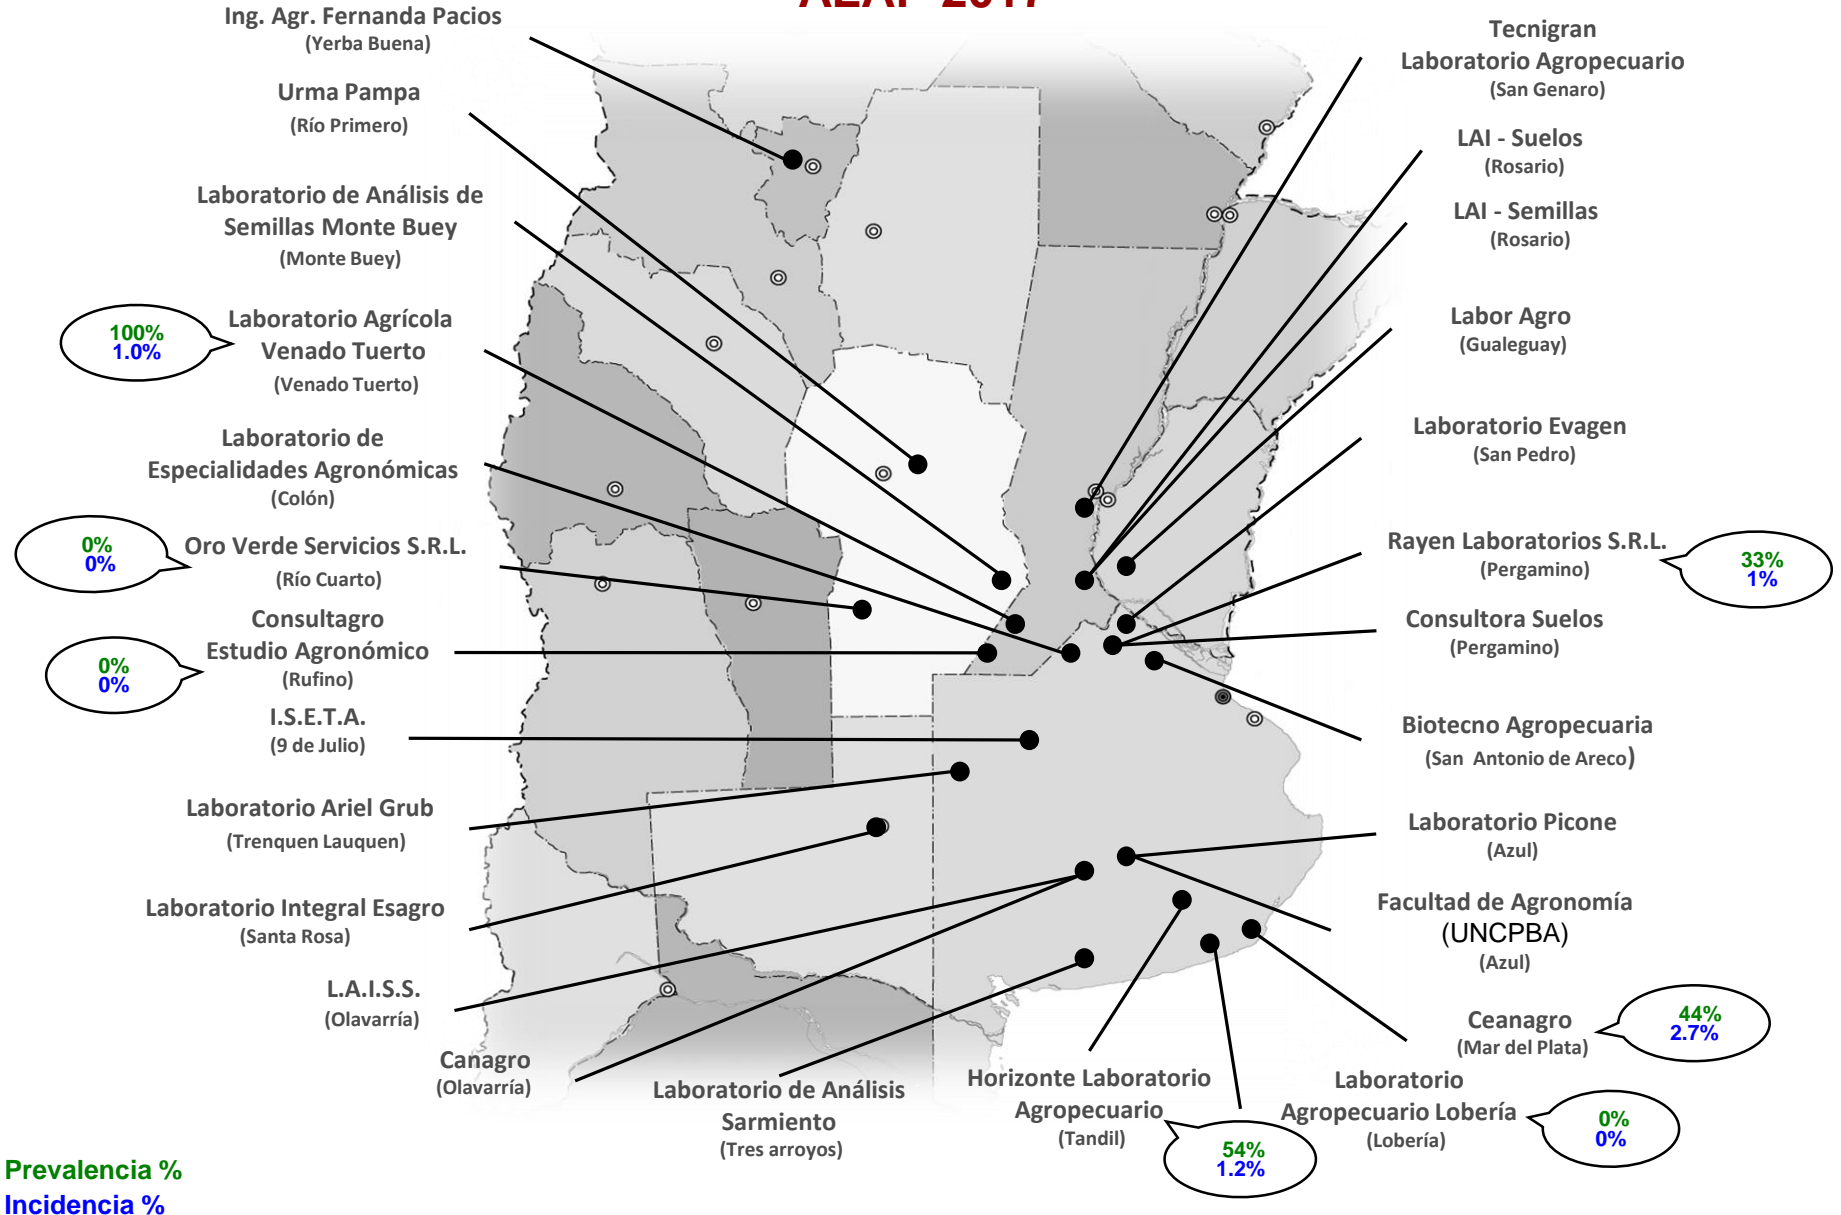 Ing. Agr. Fernanda Pacios
(Yerba Buena)
Urma Pampa
(Río Primero)
Laboratorio de Análisis de
Semillas Monte Buey
(Monte Buey)
100%
1.0%
Laboratorio Agrícola
Venado Tuerto
(Venado Tuerto)
Laboratorio de
Especialidades Agronómicas
(Colón)
0%
0%
Oro Verde Servicios S.R.L.
(Río Cuarto)
Consultagro
Estudio Agronómico
(Rufino)
0%
0%
I.S.E.T.A.
(9 de Julio)
Laboratorio Ariel Grub
(Trenquen Lauquen)
Laboratorio Integral Esagro
(Santa Rosa)
L.A.I.S.S.
(Olavarría)
Canagro
(Olavarría)
Laboratorio de Análisis
Sarmiento
(Tres arroyos)
Horizonte Laboratorio
Agropecuario
(Tandil)
54%
1.2%
Laboratorio
Agropecuario Lobería
(Lobería)
0%
0%
Tecnigran
Laboratorio Agropecuario
(San Genaro)
LAI - Suelos
(Rosario)
LAI - Semillas
(Rosario)
Labor Agro
(Gualeguay)
Laboratorio Evagen
(San Pedro)
Rayen Laboratorios S.R.L.
(Pergamino)
33%
1%
Consultora Suelos
(Pergamino)
Biotecno Agropecuaria
(San Antonio de Areco)
Laboratorio Picone
(Azul)
Facultad de Agronomía
(UNCPBA)
(Azul)
Ceanagro
(Mar del Plata)
44%
2.7%
Prevalencia %
Incidencia %